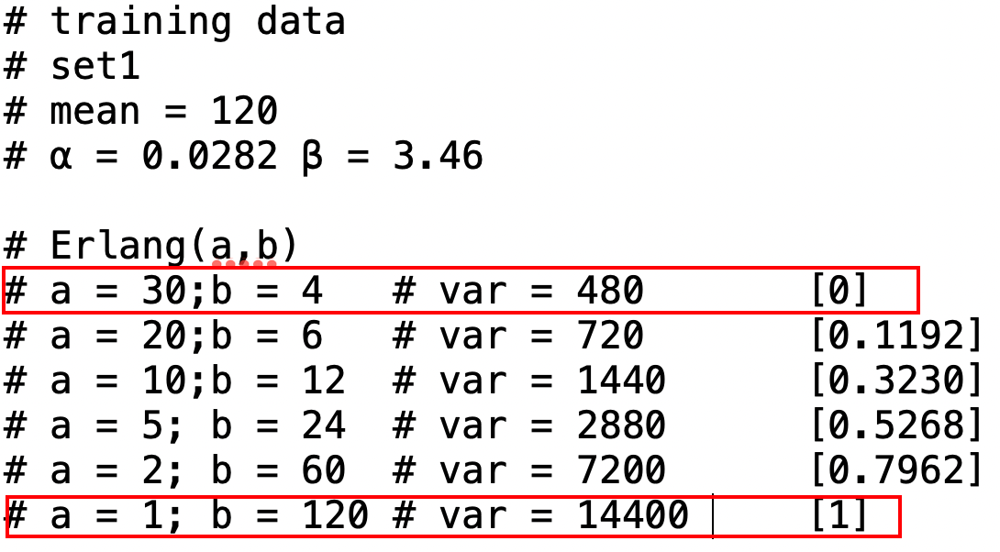 # training data
# set1
# mean = 120
# α = 0.0282 β = 3.46
# Erlang(a,b)
# a = 30;b = 4   # var = 480       [0]
# a = 20;b = 6   # var = 720       [0.1192]
# a = 10;b = 12  # var = 1440      [0.3230]
# a = 5; b = 24  # var = 2880      [0.5268]
# a = 2; b = 60  # var = 7200      [0.7962]
# a = 1; b = 120 # var = 14400     [1]